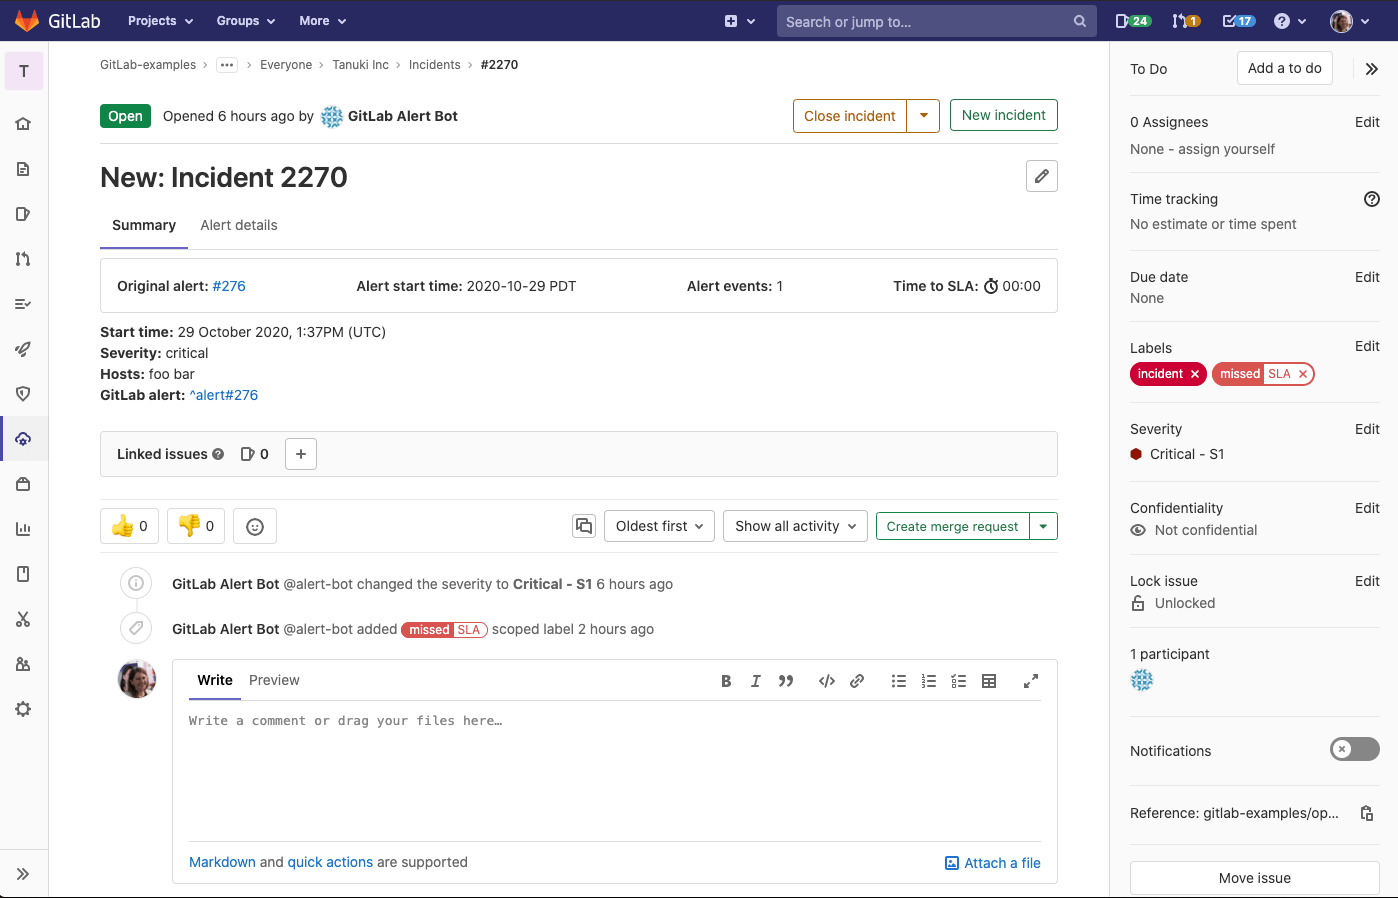 GitLab Projects Groups More Search or jump to... 24 1 17
T
GitLab-examples › ... › Everyone › Tanuki Inc › Incidents › #2270
Open Opened 6 hours ago by GitLab Alert Bot Close incident New incident
New: Incident 2270
Summary Alert details
Original alert: #276 Alert start time: 2020-10-29 PDT Alert events: 1 Time to SLA: 00:00
Start time: 29 October 2020, 1:37PM (UTC)
Severity: critical
Hosts: foo bar
GitLab alert: ^alert#276
Linked issues 0 +
0 0 Oldest first Show all activity Create merge request
GitLab Alert Bot @alert-bot changed the severity to Critical - S1 6 hours ago
GitLab Alert Bot @alert-bot added missed SLA scoped label 2 hours ago
Write Preview B I
Write a comment or drag your files here…
Markdown and quick actions are supported Attach a file
To Do Add a to do
0 Assignees Edit
None - assign yourself
Time tracking
No estimate or time spent
Due date Edit
None
Labels Edit
incident × missed SLA ×
Severity Edit
Critical - S1
Confidentiality Edit
Not confidential
Lock issue Edit
Unlocked
1 participant
Notifications
Reference: gitlab-examples/op...
Move issue